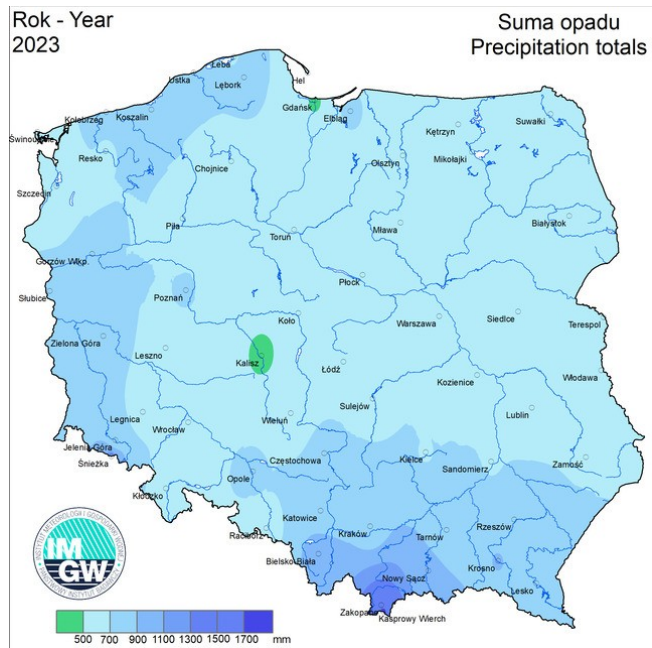 Rok - Year
2023
Suma opadu
Precipitation totals
Łeba
Ustka
Hel
Lębork
Kołobrzeg
Koszalin
Gdańsk
Elbląg
Suwałki
Kętrzyn
Świnoujście
Resko
Chojnice
Olsztyn
Mikołajki
Szczecin
Piła
Toruń
Mława
Białystok
Gorzów Wlkp.
Słubice
Poznań
Płock
Koło
Warszawa
Siedlce
Terespol
Zielona Góra
Leszno
Kalisz
Łódź
Kozienice
Włodawa
Legnica
Wrocław
Wieluń
Sulejów
Lublin
Jelenia Góra
Śnieżka
Częstochowa
Kielce
Sandomierz
Zamość
Kłodzko
Opole
Katowice
Racibórz
Kraków
Tarnów
Rzeszów
Bielsko Biała
Nowy Sącz
Krosno
Lesko
Zakopane
Kasprowy Wierch
IMGW
500 700 900 1100 1300 1500 1700 mm